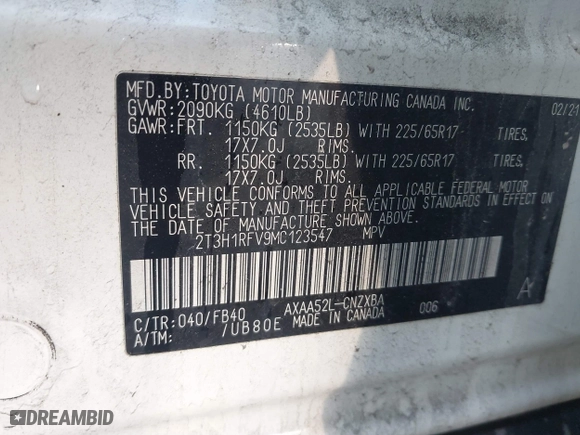 MFD.BY:TOYOTA MOTOR MANUFACTURING CANADA INC. 02/21
GVWR:2090KG (4610LB)
GAWR:FRT. 1150KG (2535LB) WITH 225/65R17 TIRES,
17X7.0J RIMS.
RR. 1150KG (2535LB) WITH 225/65R17 TIRES,
17X7.0J RIMS.
THIS VEHICLE CONFORMS TO ALL APPLICABLE FEDERAL MOTOR
VEHICLE SAFETY AND THEFT PREVENTION STANDARDS IN EFFECT ON
THE DATE OF MANUFACTURE SHOWN ABOVE.
2T3H1RFV9MC123547 MPV
C/TR:040/FB40 AXAA52L-CNZXBA 006 A
A/TM: /UB80E MADE IN CANADA
DREAMBID